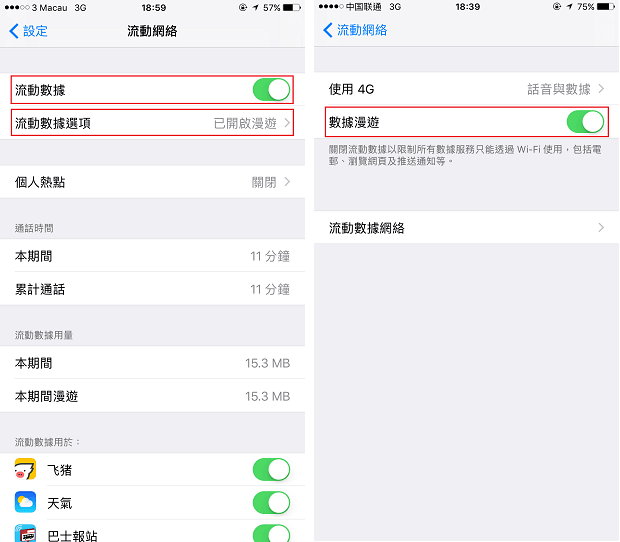 3 Macau 3G 18:59 57%
設定 流動網絡
流動數據
流動數據選項 已開啟漫遊
個人熱點 關閉
通話時間
本期間 11 分鐘
累計通話 11 分鐘
流動數據用量
本期間 15.3 MB
本期間漫遊 15.3 MB
流動數據用於：
飞猪
天氣
巴士報站
中国联通 3G 18:39 75%
流動網絡
使用 4G 話音與數據
數據漫遊
關閉流動數據以限制所有數據服務只能透過 Wi-Fi 使用，包括電
郵、瀏覽網頁及推送通知等。
流動數據網絡